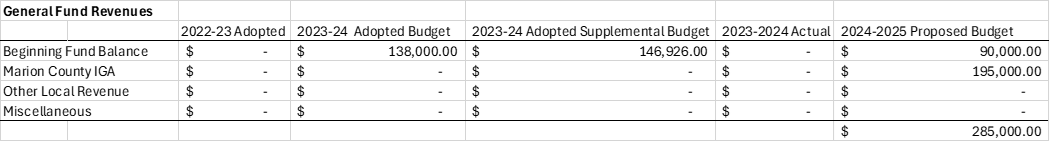 General Fund Revenues
2022-23 Adopted 2023-24 Adopted Budget 2023-24 Adopted Supplemental Budget 2023-2024 Actual 2024-2025 Proposed Budget
Beginning Fund Balance $ - $ 138,000.00 $ 146,926.00 $ - $ 90,000.00
Marion County IGA $ - $ - $ - $ - $ 195,000.00
Other Local Revenue $ - $ - $ - $ - $ -
Miscellaneous $ - $ - $ - $ - $ -
$ 285,000.00